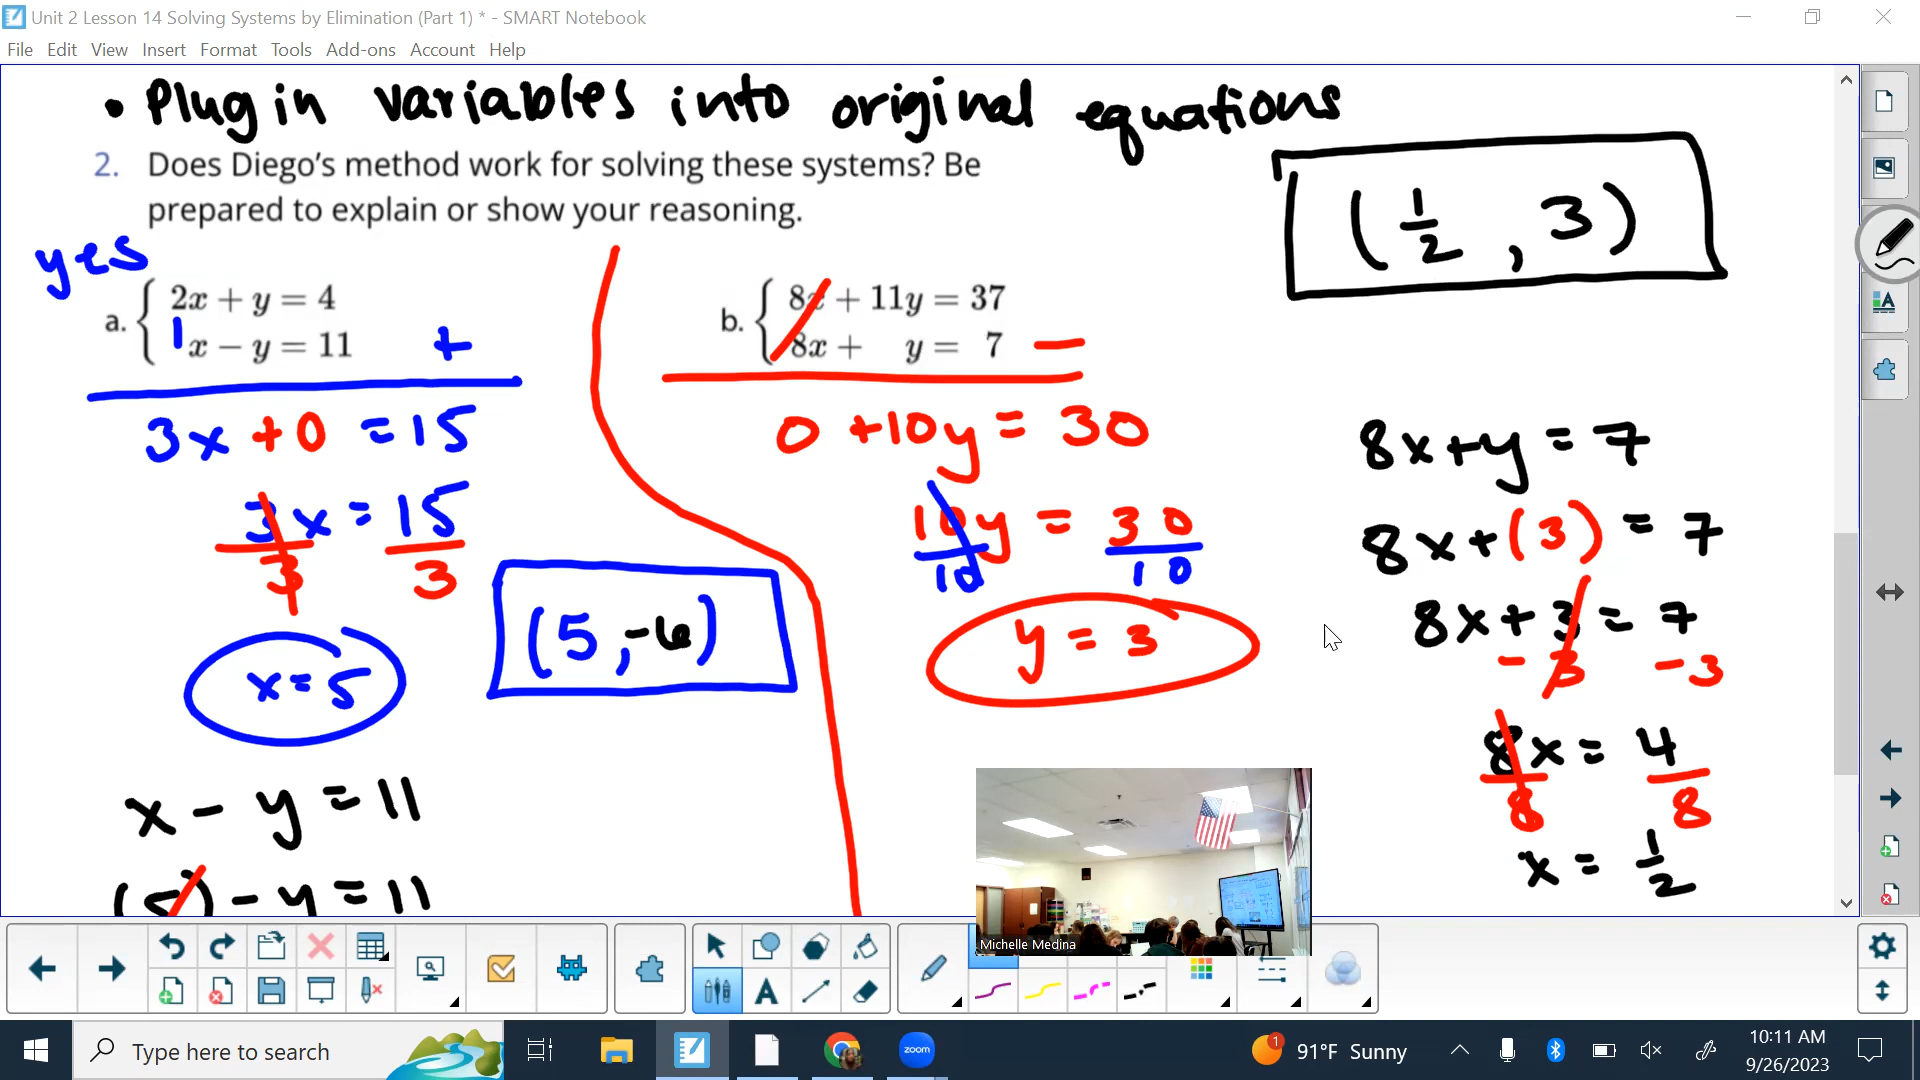 Unit 2 Lesson 14 Solving Systems by Elimination (Part 1) * - SMART Notebook
File Edit View Insert Format Tools Add-ons Account Help
• Plug in variables into original equations
2. Does Diego's method work for solving these systems? Be
prepared to explain or show your reasoning.
yes
a. { 2x + y = 4
1x − y = 11 +
3x + 0 = 15
3x = 15
3 3
x = 5
(5, -6)
x − y = 11
(5) − y = 11
b. { 8x + 11y = 37
8x + y = 7 −
0 + 10y = 30
10y = 30
10 10
y = 3
(1/2, 3)
8x + y = 7
8x + (3) = 7
8x + 3 = 7
− 3 − 3
8x = 4
8 8
x = 1/2
Michelle Medina
Type here to search
zoom
1
91°F Sunny
10:11 AM
9/26/2023